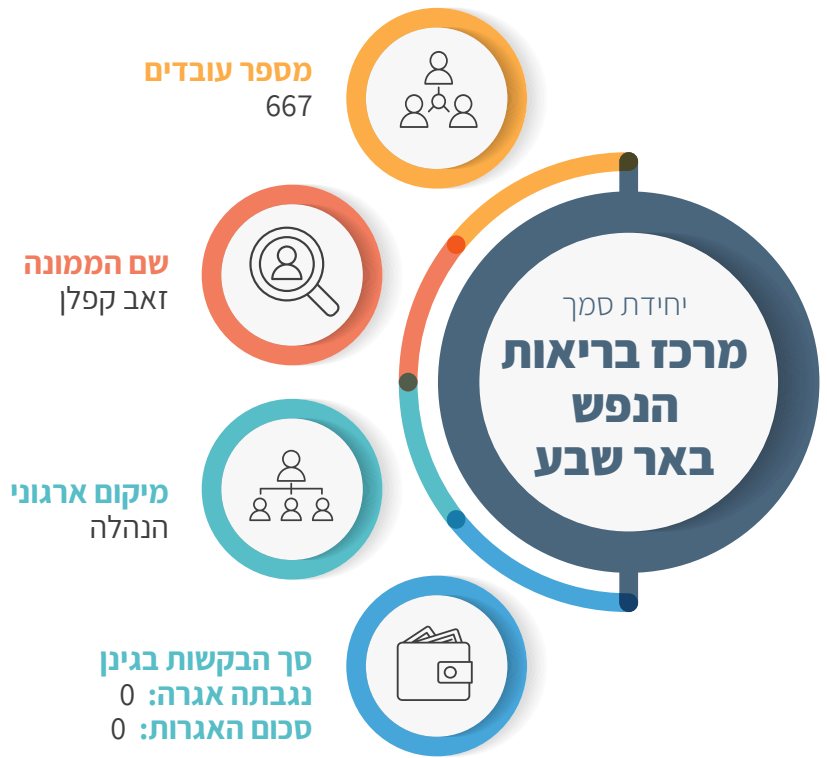 יחידת סמך
מרכז בריאות
הנפש
באר שבע
מספר עובדים
667
שם הממונה
זאב קפלן
מיקום ארגוני
הנהלה
סך הבקשות בגינן
נגבתה אגרה: 0
סכום האגרות: 0